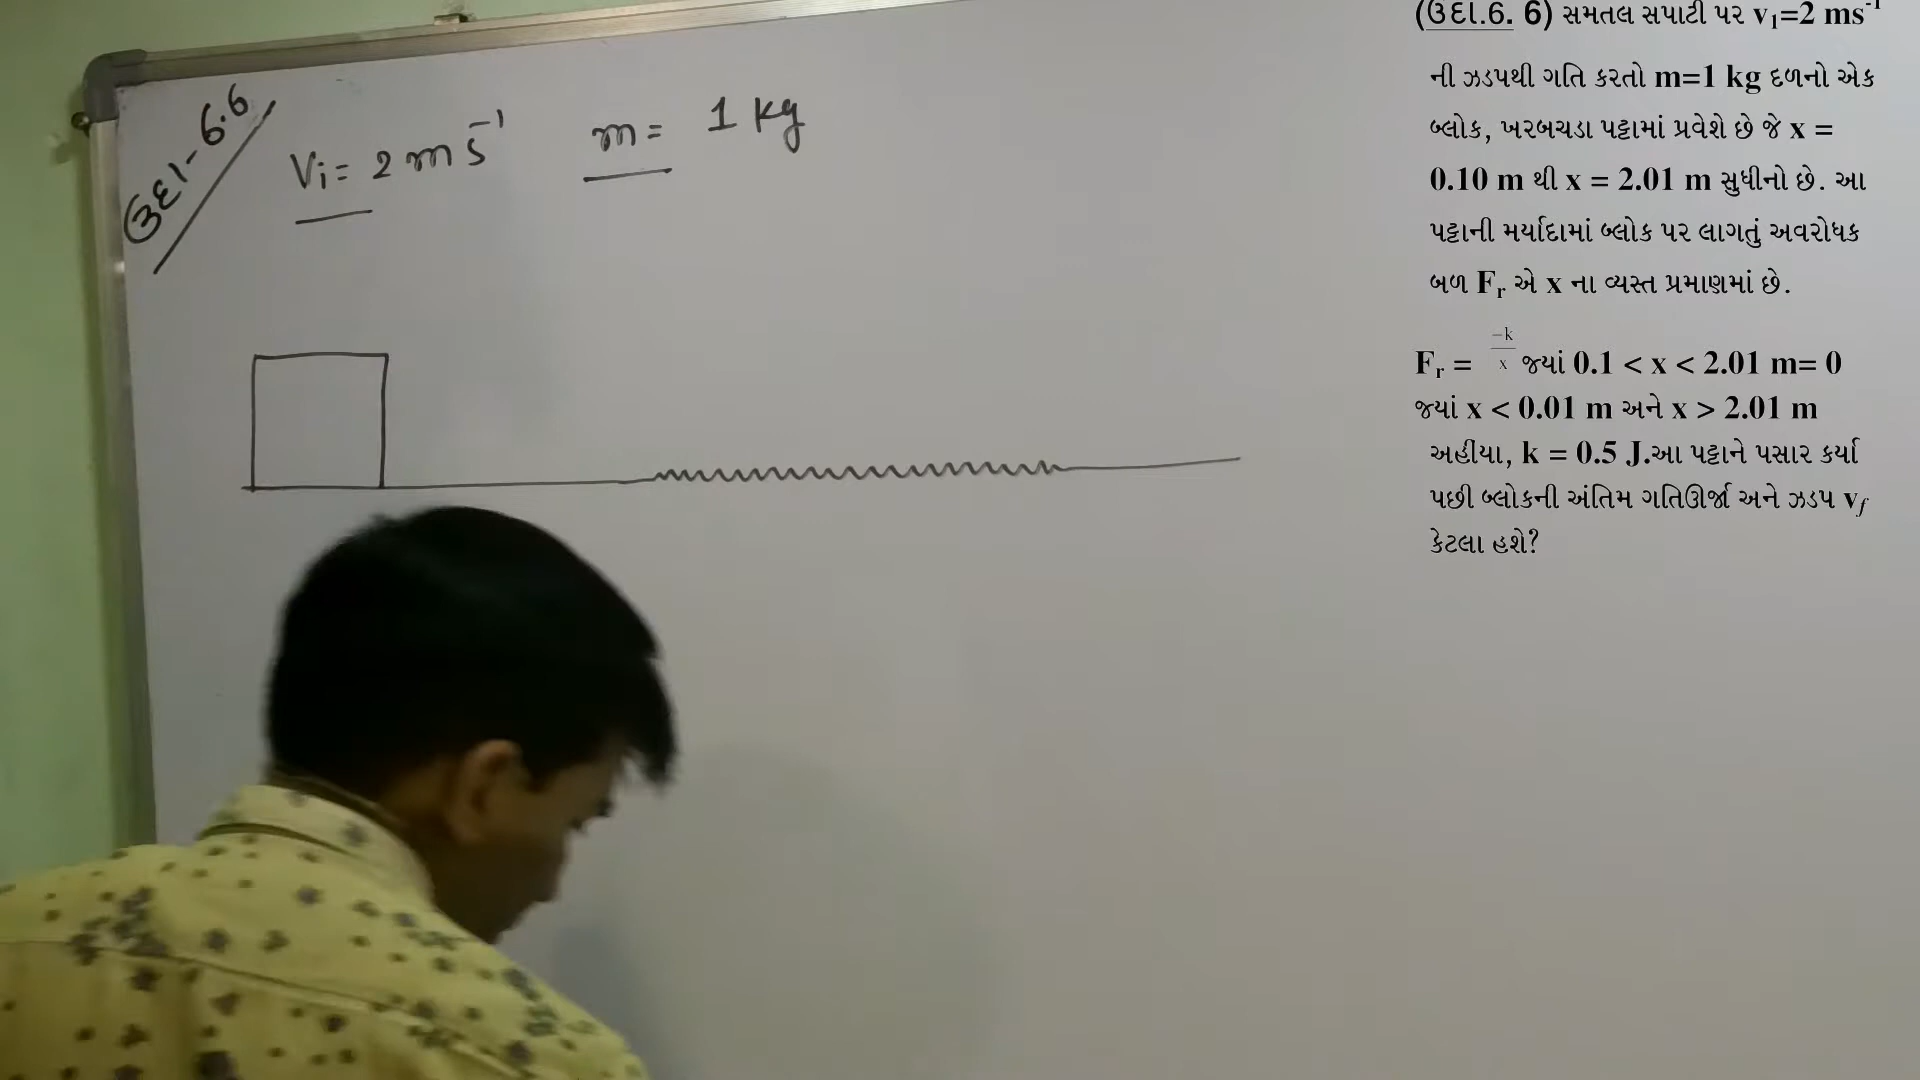 ઉદા-6.6
Vi = 2 m s⁻¹ m = 1 kg
(ઉદા.6. 6) સમતલ સપાટી પર v₁=2 ms⁻¹
ની ઝડપથી ગતિ કરતો m=1 kg દળનો એક
બ્લોક, ખરબચડા પટ્ટામાં પ્રવેશે છે જે x =
0.10 m થી x = 2.01 m સુધીનો છે. આ
પટ્ટાની મર્યાદામાં બ્લોક પર લાગતું અવરોધક
બળ Fᵣ એ x ના વ્યસ્ત પ્રમાણમાં છે.
Fᵣ = −k/x જ્યાં 0.1 < x < 2.01 m= 0
જ્યાં x < 0.01 m અને x > 2.01 m
અહીંયા, k = 0.5 J.આ પટ્ટાને પસાર કર્યા
પછી બ્લોકની અંતિમ ગતિઊર્જા અને ઝડપ v𝑓
કેટલા હશે?